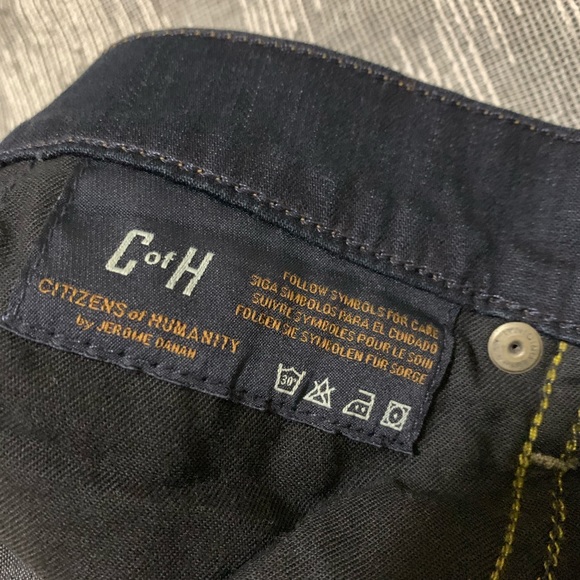 C of H
CITIZENS of HUMANITY
by JEROME DAHAN
FOLLOW SYMBOLS FOR CARE
SIGA SIMBOLOS PARA EL CUIDADO
SUIVRE SYMBOLES POUR LE SOIN
FOLGEN SIE SYMBOLEN FUR SORGE
30°